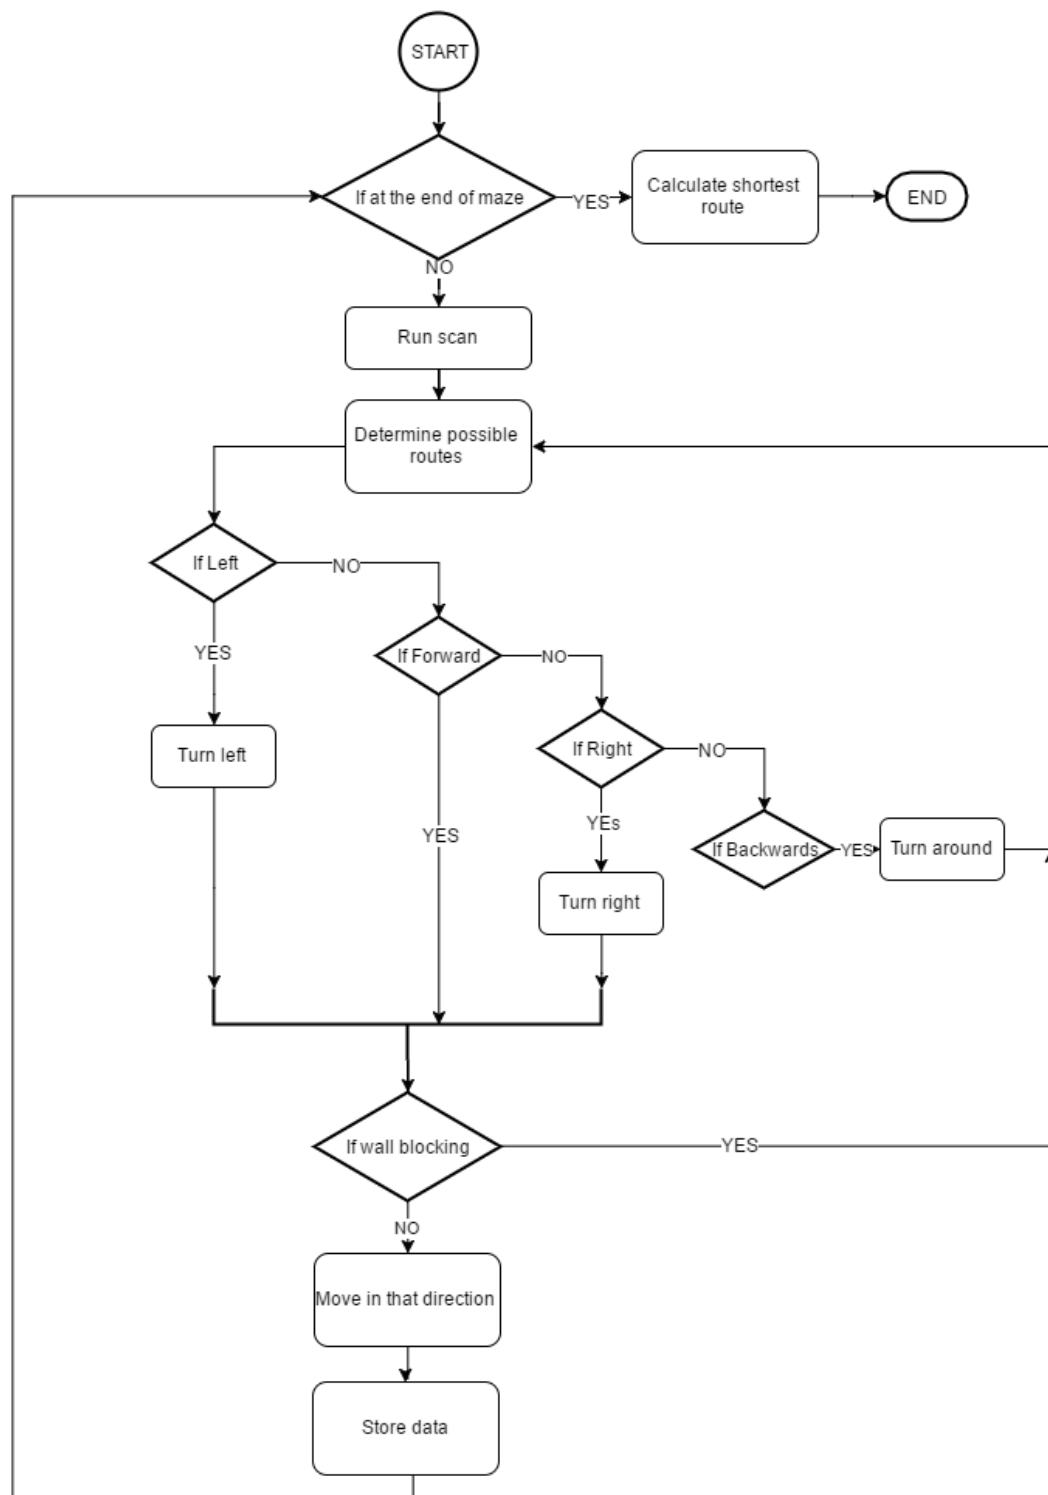 START
If at the end of maze
YES
Calculate shortest
route
END
NO
Run scan
Determine possible
routes
If Left
NO
YES
If Forward
NO
Turn left
If Right
NO
YES
YEs
If Backwards
YES
Turn around
Turn right
If wall blocking
YES
NO
Move in that direction
Store data